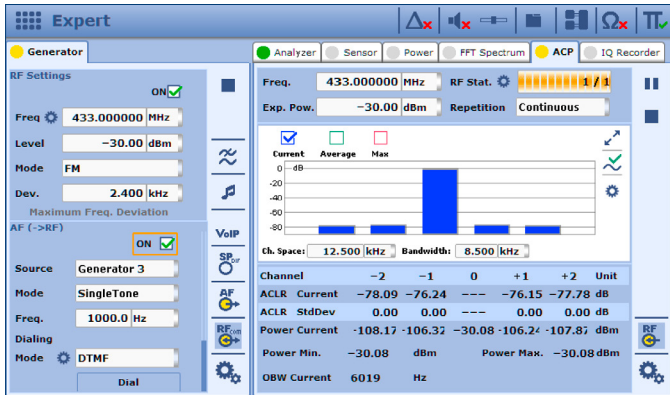 Expert
Generator
RF Settings
ON
Freq 433.000000 MHz
Level -30.00 dBm
Mode FM
Dev. 2.400 kHz
Maximum Freq. Deviation
AF (->RF)
ON
Source Generator 3
Mode SingleTone
Freq. 1000.0 Hz
Dialing
Mode DTMF
Dial
VoIP
SP Dir
AF
RF Com
Analyzer Sensor Power FFT Spectrum ACP IQ Recorder
Freq. 433.000000 MHz RF Stat. 1 / 1
Exp. Pow. -30.00 dBm Repetition Continuous
Current Average Max
0 dB
-20
-40
-60
-80
Ch. Space: 12.500 kHz Bandwidth: 8.500 kHz
Channel -2 -1 0 +1 +2 Unit
ACLR Current -78.09 -76.24 --- -76.15 -77.78 dB
ACLR StdDev 0.00 0.00 --- 0.00 0.00 dB
Power Current -108.17 -106.32 -30.08 -106.24 -107.87 dBm
Power Min. -30.08 dBm Power Max. -30.08 dBm
OBW Current 6019 Hz
RF